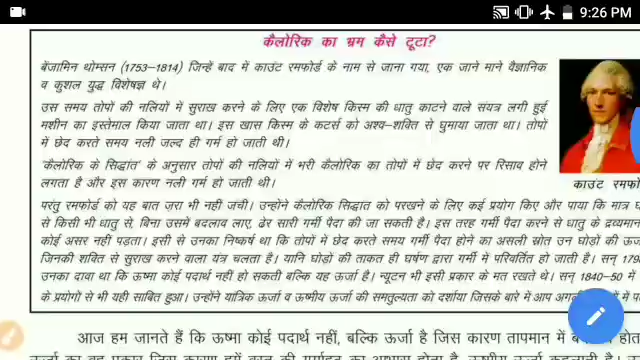 9:26 PM
कैलोरिक का भ्रम कैसे टूटा?
बेंजामिन थोम्सन (1753–1814) जिन्हें बाद में काउंट रमफोर्ड के नाम से जाना गया, एक जाने माने वैज्ञानिक
व कुशल युद्ध विशेषज्ञ थे।
उस समय तोपों की नलियों में सुराख करने के लिए एक विशेष किस्म की धातु काटने वाले संयत्र लगी हुई
मशीन का इस्तेमाल किया जाता था। इस खास किस्म के कटर्स को अश्व-शक्ति से घुमाया जाता था। तोपों
में छेद करते समय नली जल्द ही गर्म हो जाती थी।
'कैलोरिक के सिद्धांत' के अनुसार तोपों की नलियों में भरी कैलोरिक का तोपों में छेद करने पर रिसाव होने
लगता है और इस कारण नली गर्म हो जाती थी।
काउंट रमफो
परंतु रमफोर्ड को यह बात ज़रा भी नहीं जंची। उन्होंने कैलोरिक सिद्धात को परखने के लिए कई प्रयोग किए और पाया कि मात्र
से किसी भी धातु से, बिना उसमें बदलाव लाए, ढेर सारी गर्मी पैदा की जा सकती है। इस तरह गर्मी पैदा करने से धातु के द्रव्यमान
कोई असर नहीं पड़ता। इसी से उनका निष्कर्ष था कि तोपों में छेद करते समय गर्मी पैदा होने का असली स्रोत उन घोड़ों की
जिनकी शक्ति से सुराख करने वाला यंत्र चलता है। यानि घोड़ों की ताकत ही घर्षण द्वारा गर्मी में परिवर्तित हो जाती है। सन्
उनका दावा था कि ऊष्मा कोई पदार्थ नहीं हो सकती बल्कि यह ऊर्जा है। न्यूटन भी इसी प्रकार के मत रखते थे। सन् 1840-50 में
के प्रयोगों से भी यही साबित हुआ। उन्होंने यांत्रिक ऊर्जा व ऊष्मीय ऊर्जा की समतुल्यता को दर्शाया जिसके बारे में आप
आज हम जानते हैं कि ऊष्मा कोई पदार्थ नहीं, बल्कि ऊर्जा है जिस कारण तापमान में